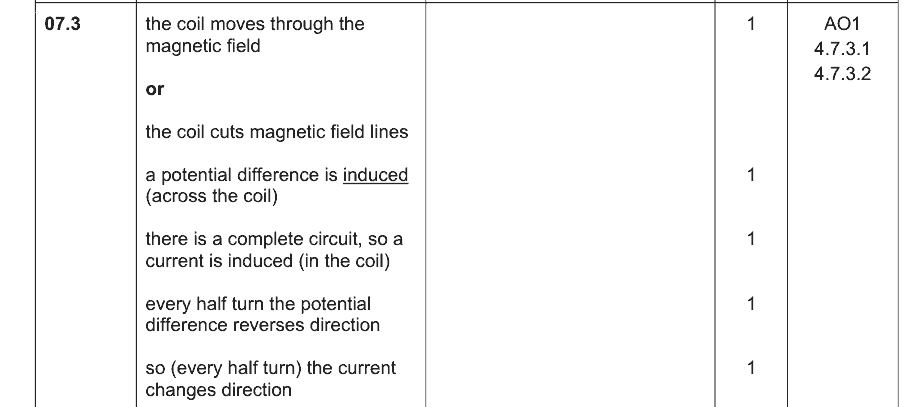 07.3
the coil moves through the
magnetic field
or
the coil cuts magnetic field lines
a potential difference is induced
(across the coil)
there is a complete circuit, so a
current is induced (in the coil)
every half turn the potential
difference reverses direction
so (every half turn) the current
changes direction
1
1
1
1
1
AO1
4.7.3.1
4.7.3.2